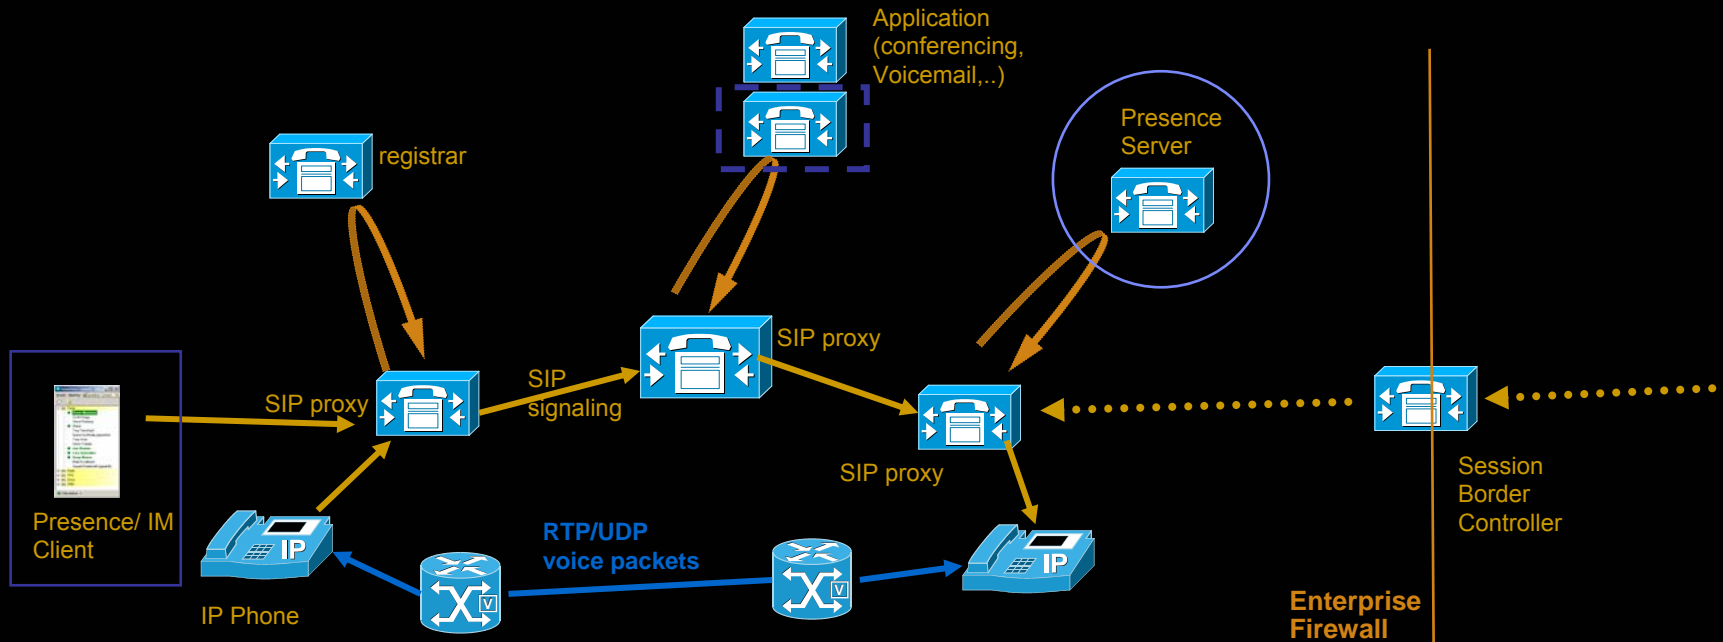 Application
(conferencing,
Voicemail,..)
Presence
Server
registrar
SIP proxy
SIP proxy
SIP
signaling
SIP proxy
Session
Border
Controller
Presence/ IM
Client
IP
IP Phone
RTP/UDP
voice packets
V
V
IP
Enterprise
Firewall